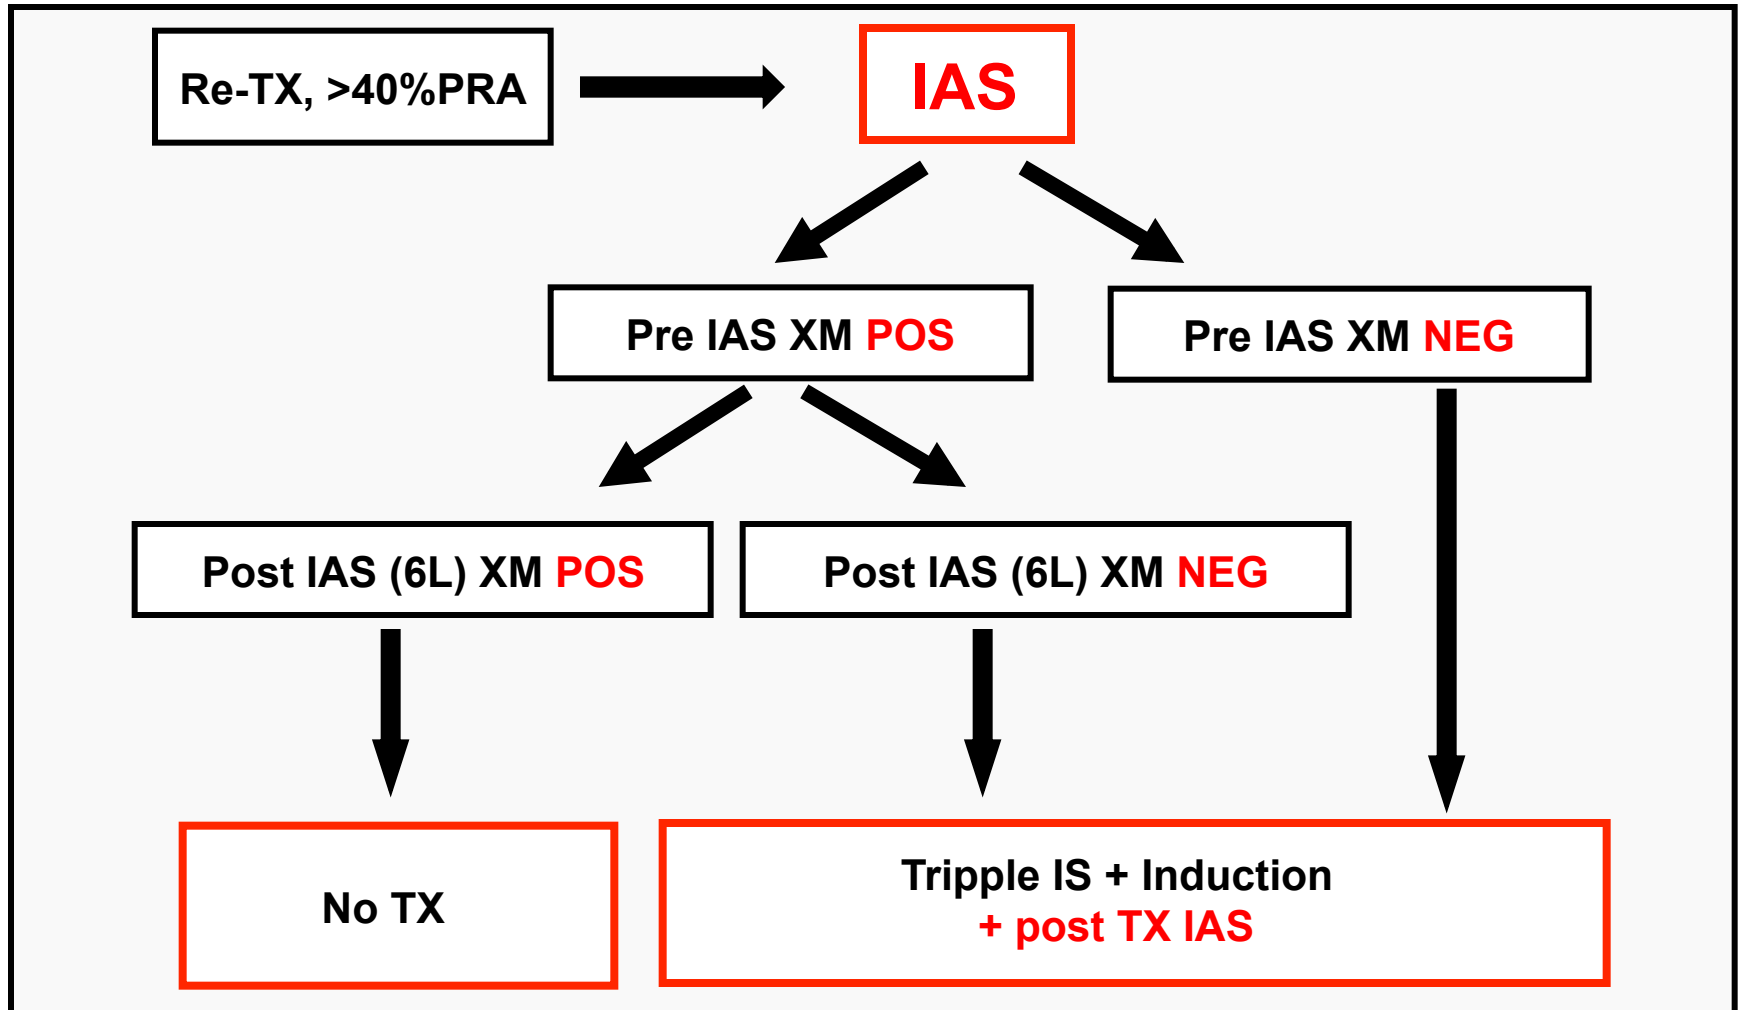 Re-TX, >40%PRA
IAS
Pre IAS XM POS
Pre IAS XM NEG
Post IAS (6L) XM POS
Post IAS (6L) XM NEG
No TX
Tripple IS + Induction
+ post TX IAS